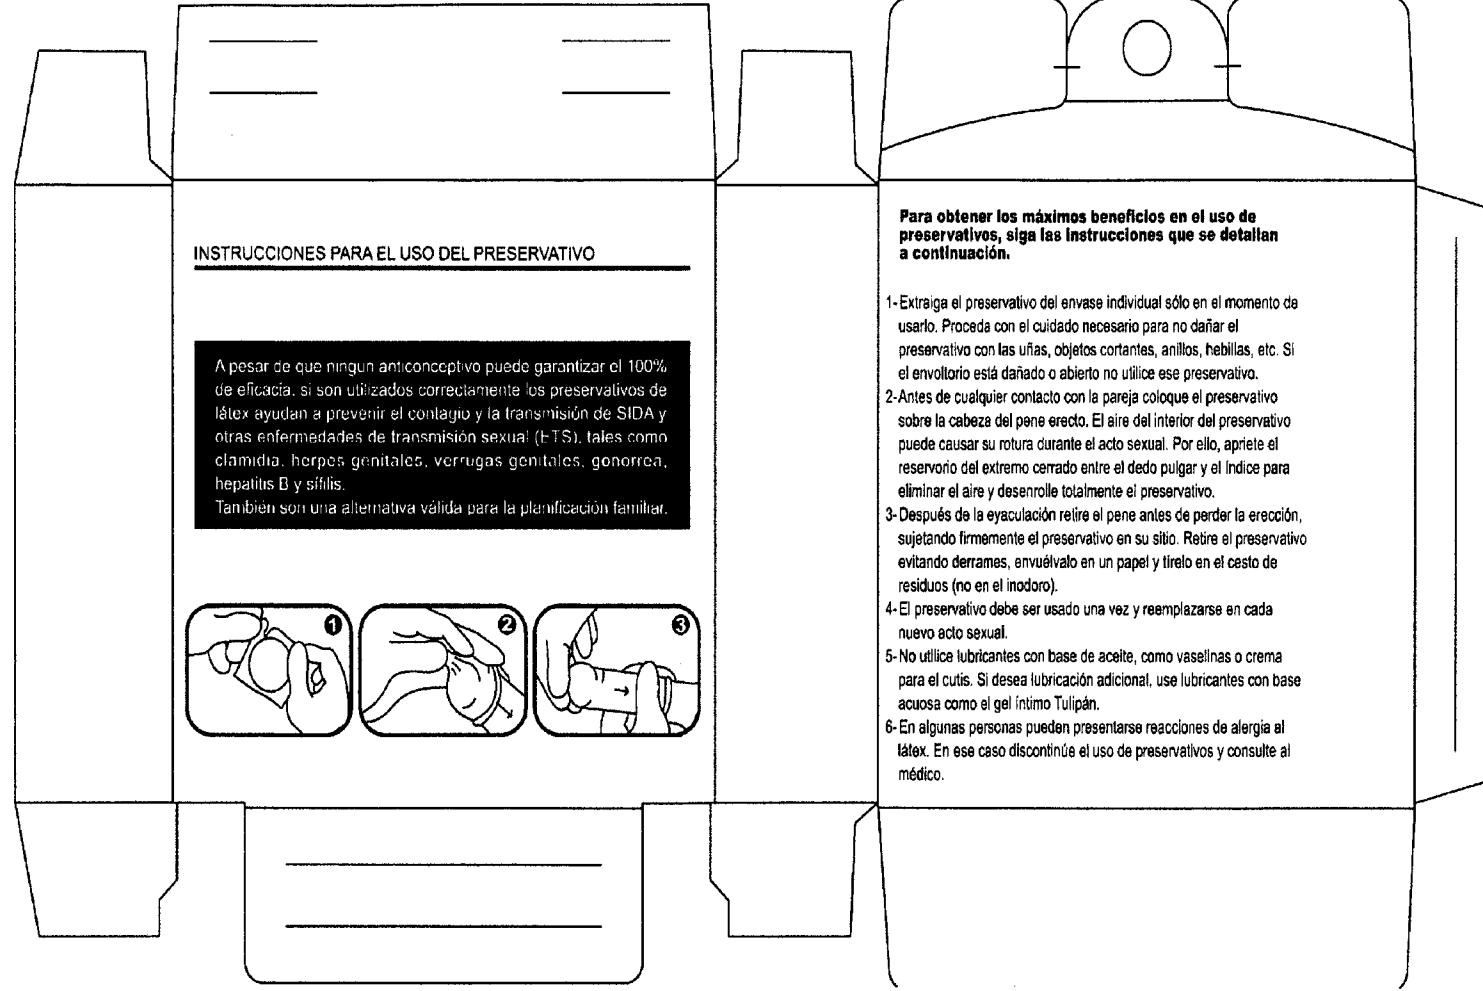 INSTRUCCIONES PARA EL USO DEL PRESERVATIVO
A pesar de que ningun anticonceptivo puede garantizar el 100%
de eficacia, si son utilizados correctamente los preservativos de
látex ayudan a prevenir el contagio y la transmisión de SIDA y
otras enfermedades de transmisión sexual (ETS), tales como
clamidia, herpes genitales, verrugas genitales, gonorrea,
hepatitis B y sífilis.
También son una alternativa válida para la planificación familiar.
1
2
3
Para obtener los máximos beneficios en el uso de
preservativos, siga las instrucciones que se detallan
a continuación.
1- Extraiga el preservativo del envase individual sólo en el momento de
usarlo. Proceda con el cuidado necesario para no dañar el
preservativo con las uñas, objetos cortantes, anillos, hebillas, etc. Si
el envoltorio está dañado o abierto no utilice ese preservativo.
2- Antes de cualquier contacto con la pareja coloque el preservativo
sobre la cabeza del pene erecto. El aire del interior del preservativo
puede causar su rotura durante el acto sexual. Por ello, apriete el
reservorio del extremo cerrado entre el dedo pulgar y el índice para
eliminar el aire y desenrolle totalmente el preservativo.
3- Después de la eyaculación retire el pene antes de perder la erección,
sujetando firmemente el preservativo en su sitio. Retire el preservativo
evitando derrames, envuélvalo en un papel y tírelo en el cesto de
residuos (no en el inodoro).
4- El preservativo debe ser usado una vez y reemplazarse en cada
nuevo acto sexual.
5- No utilice lubricantes con base de aceite, como vaselinas o crema
para el cutis. Si desea lubricación adicional, use lubricantes con base
acuosa como el gel íntimo Tulipán.
6- En algunas personas pueden presentarse reacciones de alergia al
látex. En ese caso discontinúe el uso de preservativos y consulte al
médico.